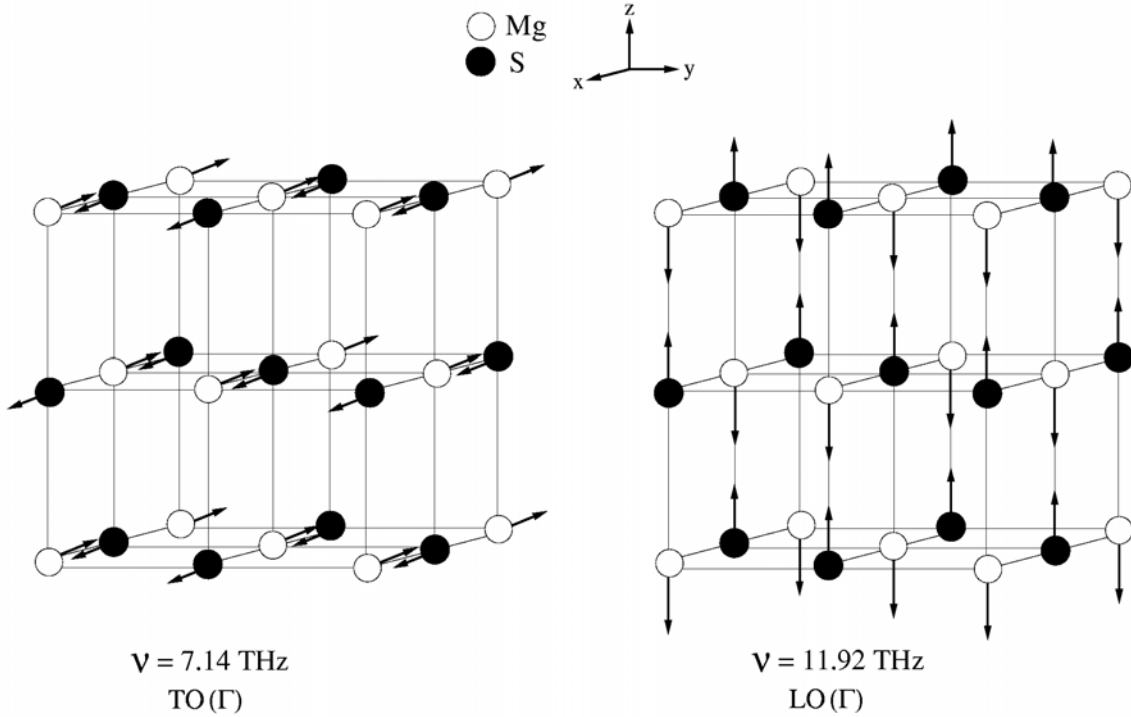 Mg
S
z
x
y
ν = 7.14 THz
TO (Γ)
ν = 11.92 THz
LO (Γ)